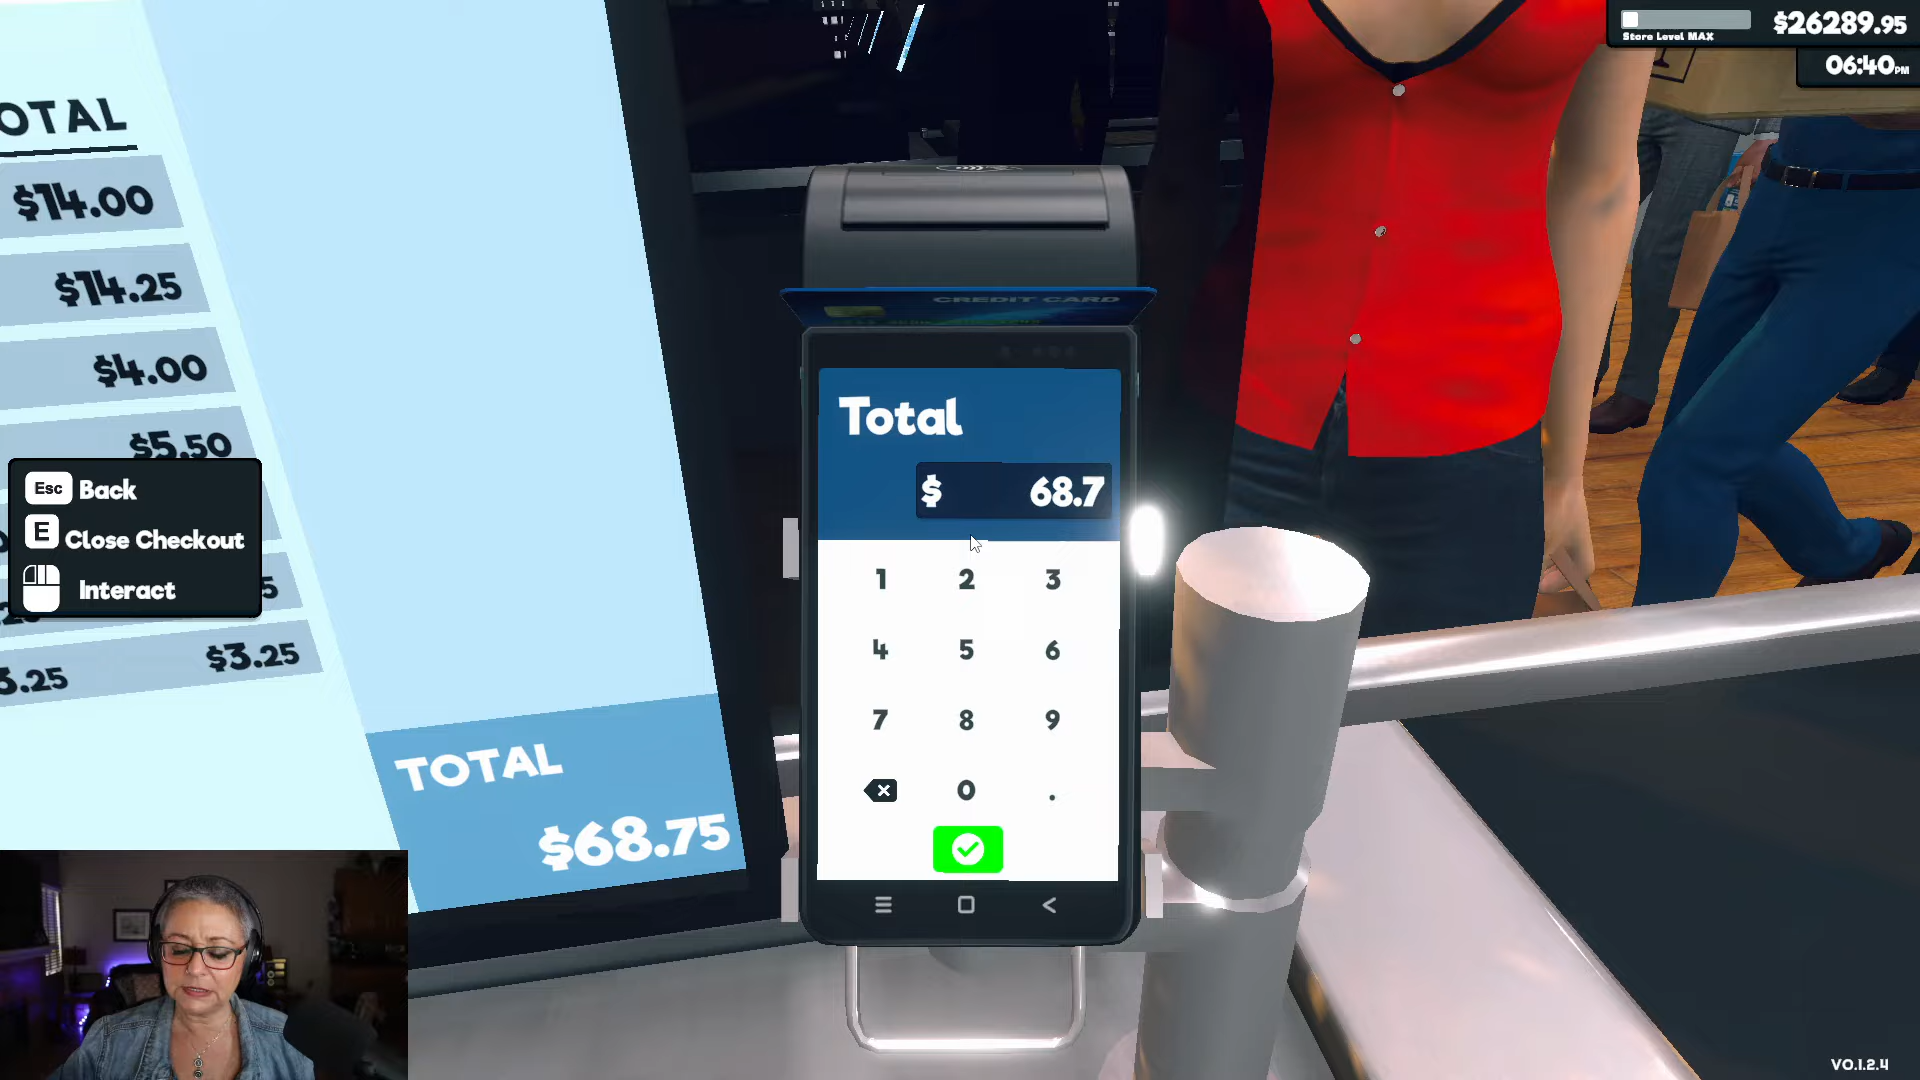 Store Level MAX
$26289.95
06:40PM
OTAL
$14.00
$14.25
$4.00
$5.50
Esc Back
E Close Checkout
Interact
5
3.25 $3.25
TOTAL
$68.75
CREDIT CARD
Total
$ 68.7
1 2 3
4 5 6
7 8 9
0 .
V0.1.2.4